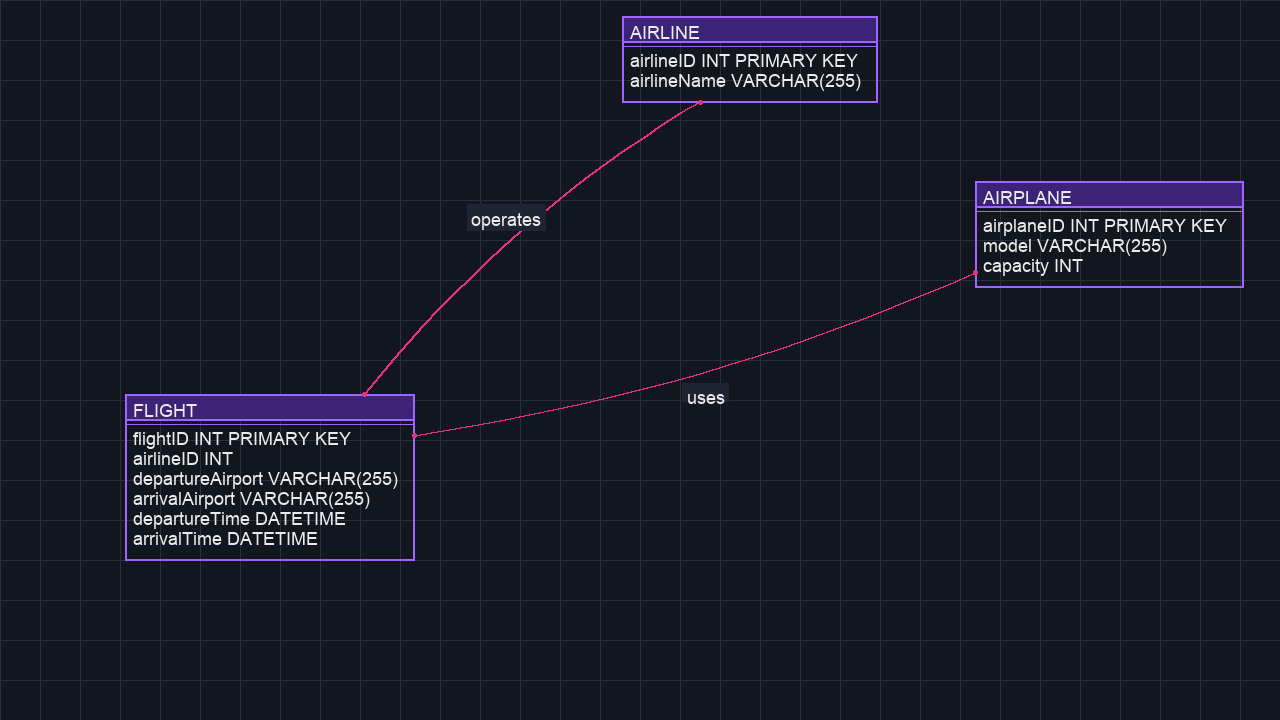 AIRLINE
airlineID INT PRIMARY KEY
airlineName VARCHAR(255)
operates
AIRPLANE
airplaneID INT PRIMARY KEY
model VARCHAR(255)
capacity INT
uses
FLIGHT
flightID INT PRIMARY KEY
airlineID INT
departureAirport VARCHAR(255)
arrivalAirport VARCHAR(255)
departureTime DATETIME
arrivalTime DATETIME